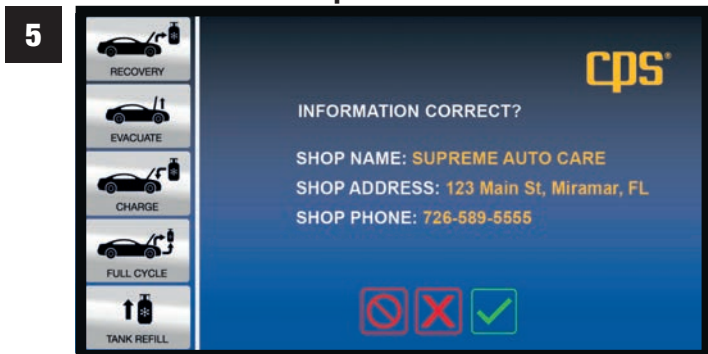 5
RECOVERY
EVACUATE
CHARGE
FULL CYCLE
TANK REFILL
cps®
INFORMATION CORRECT?
SHOP NAME: SUPREME AUTO CARE
SHOP ADDRESS: 123 Main St, Miramar, FL
SHOP PHONE: 726-589-5555